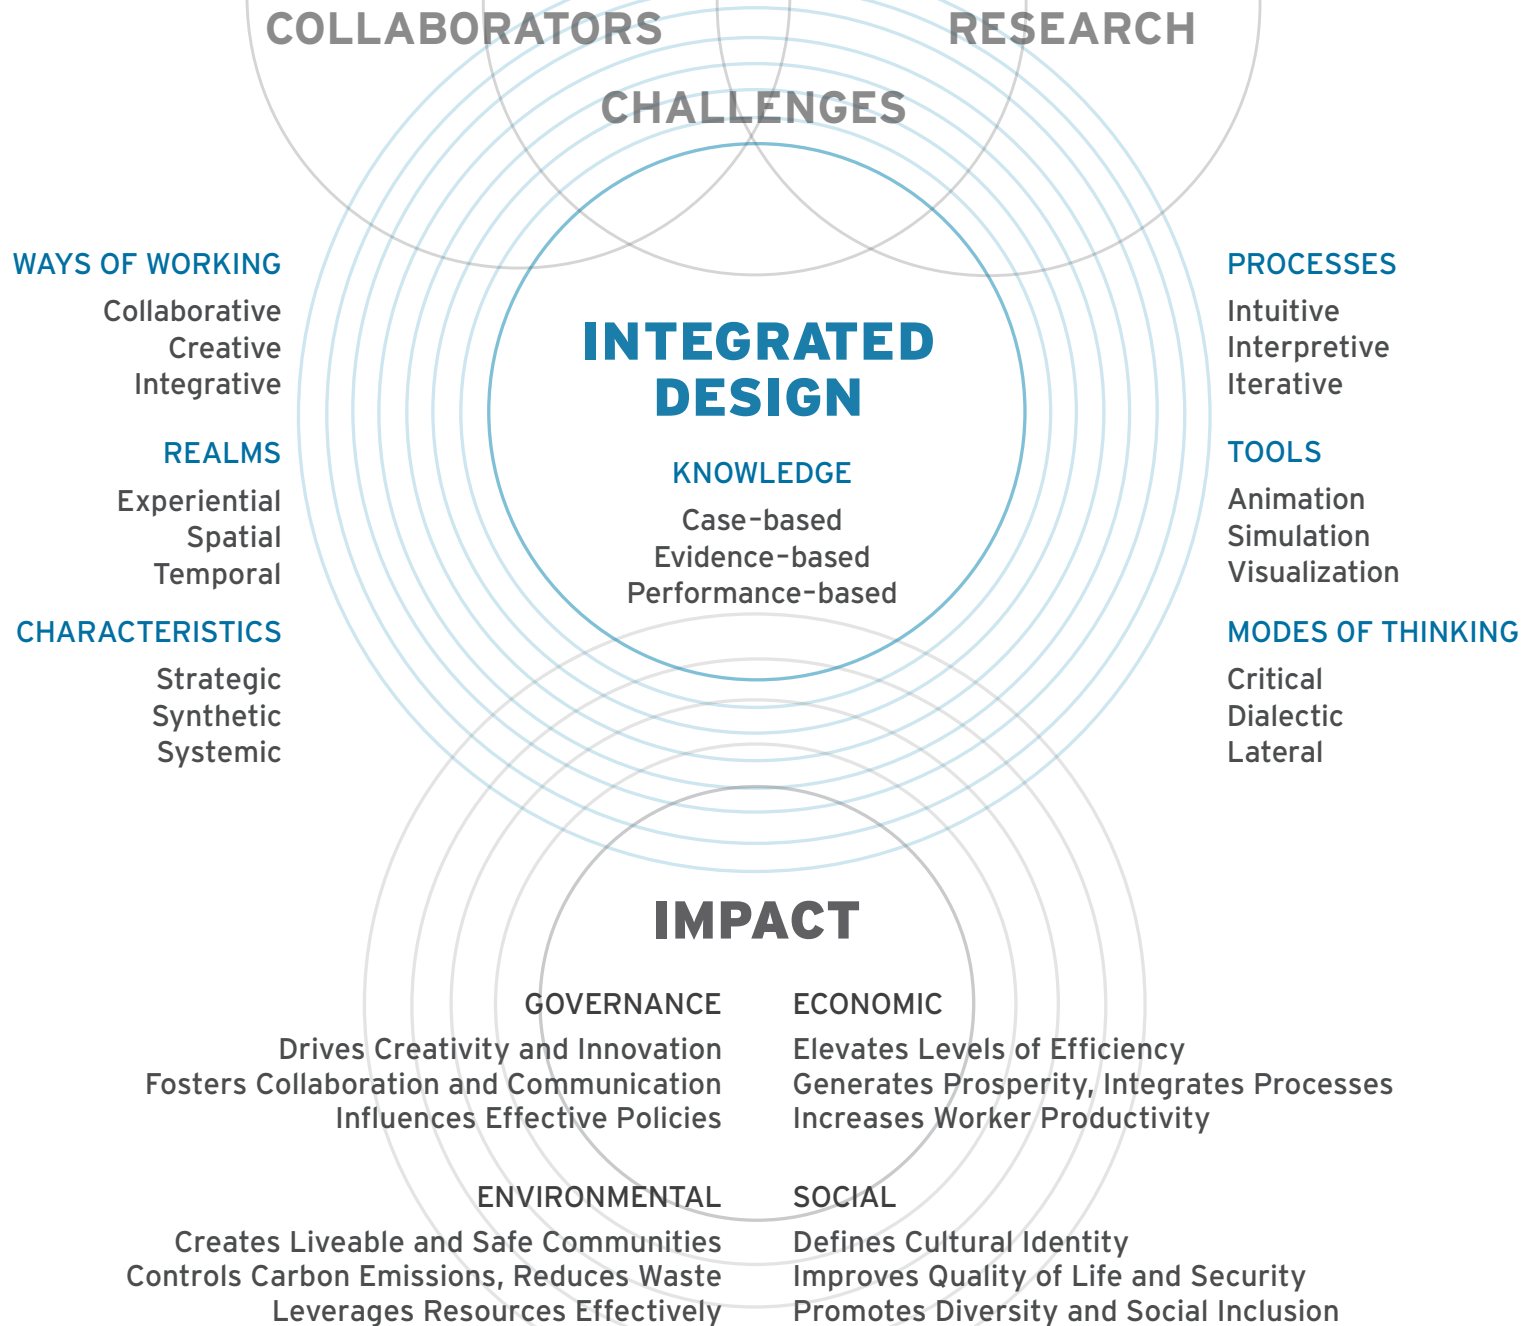 COLLABORATORS
RESEARCH
CHALLENGES
WAYS OF WORKING
Collaborative
Creative
Integrative
REALMS
Experiential
Spatial
Temporal
CHARACTERISTICS
Strategic
Synthetic
Systemic
INTEGRATED
DESIGN
KNOWLEDGE
Case-based
Evidence-based
Performance-based
PROCESSES
Intuitive
Interpretive
Iterative
TOOLS
Animation
Simulation
Visualization
MODES OF THINKING
Critical
Dialectic
Lateral
IMPACT
GOVERNANCE
Drives Creativity and Innovation
Fosters Collaboration and Communication
Influences Effective Policies
ECONOMIC
Elevates Levels of Efficiency
Generates Prosperity, Integrates Processes
Increases Worker Productivity
ENVIRONMENTAL
Creates Liveable and Safe Communities
Controls Carbon Emissions, Reduces Waste
Leverages Resources Effectively
SOCIAL
Defines Cultural Identity
Improves Quality of Life and Security
Promotes Diversity and Social Inclusion